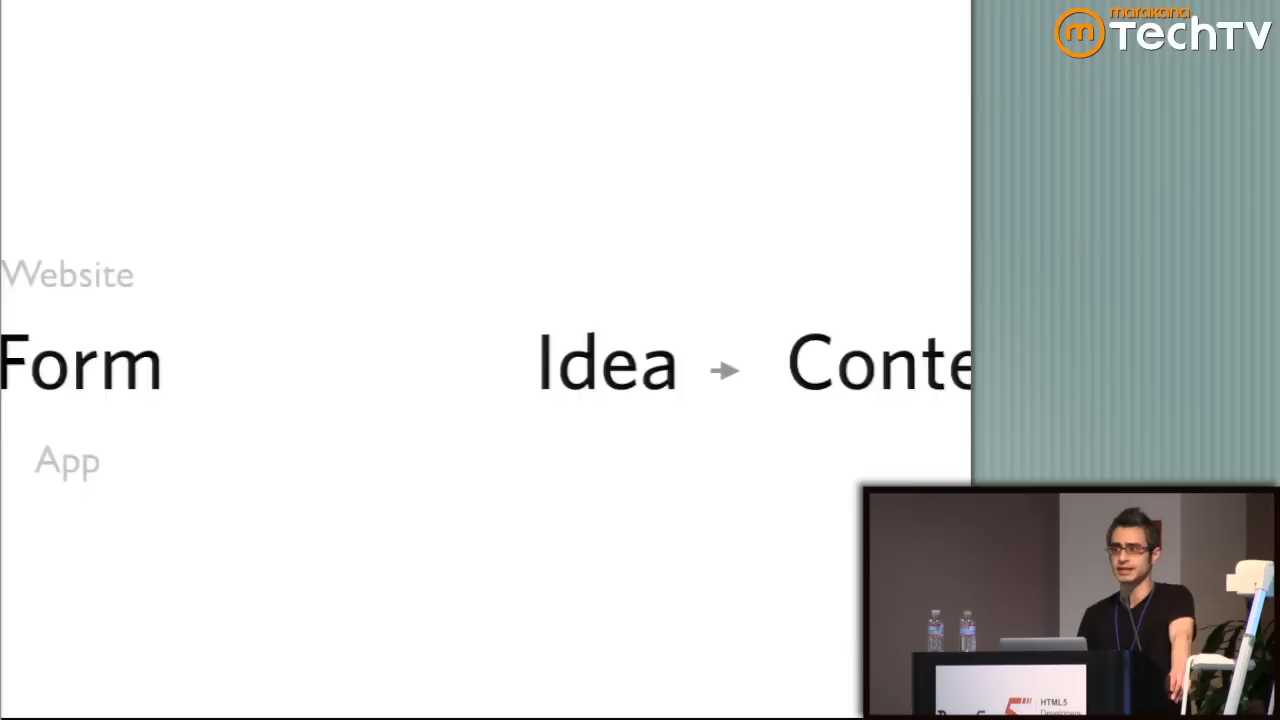 marakana
TechTV
Website
Form
Idea → Conte
App
HTML5